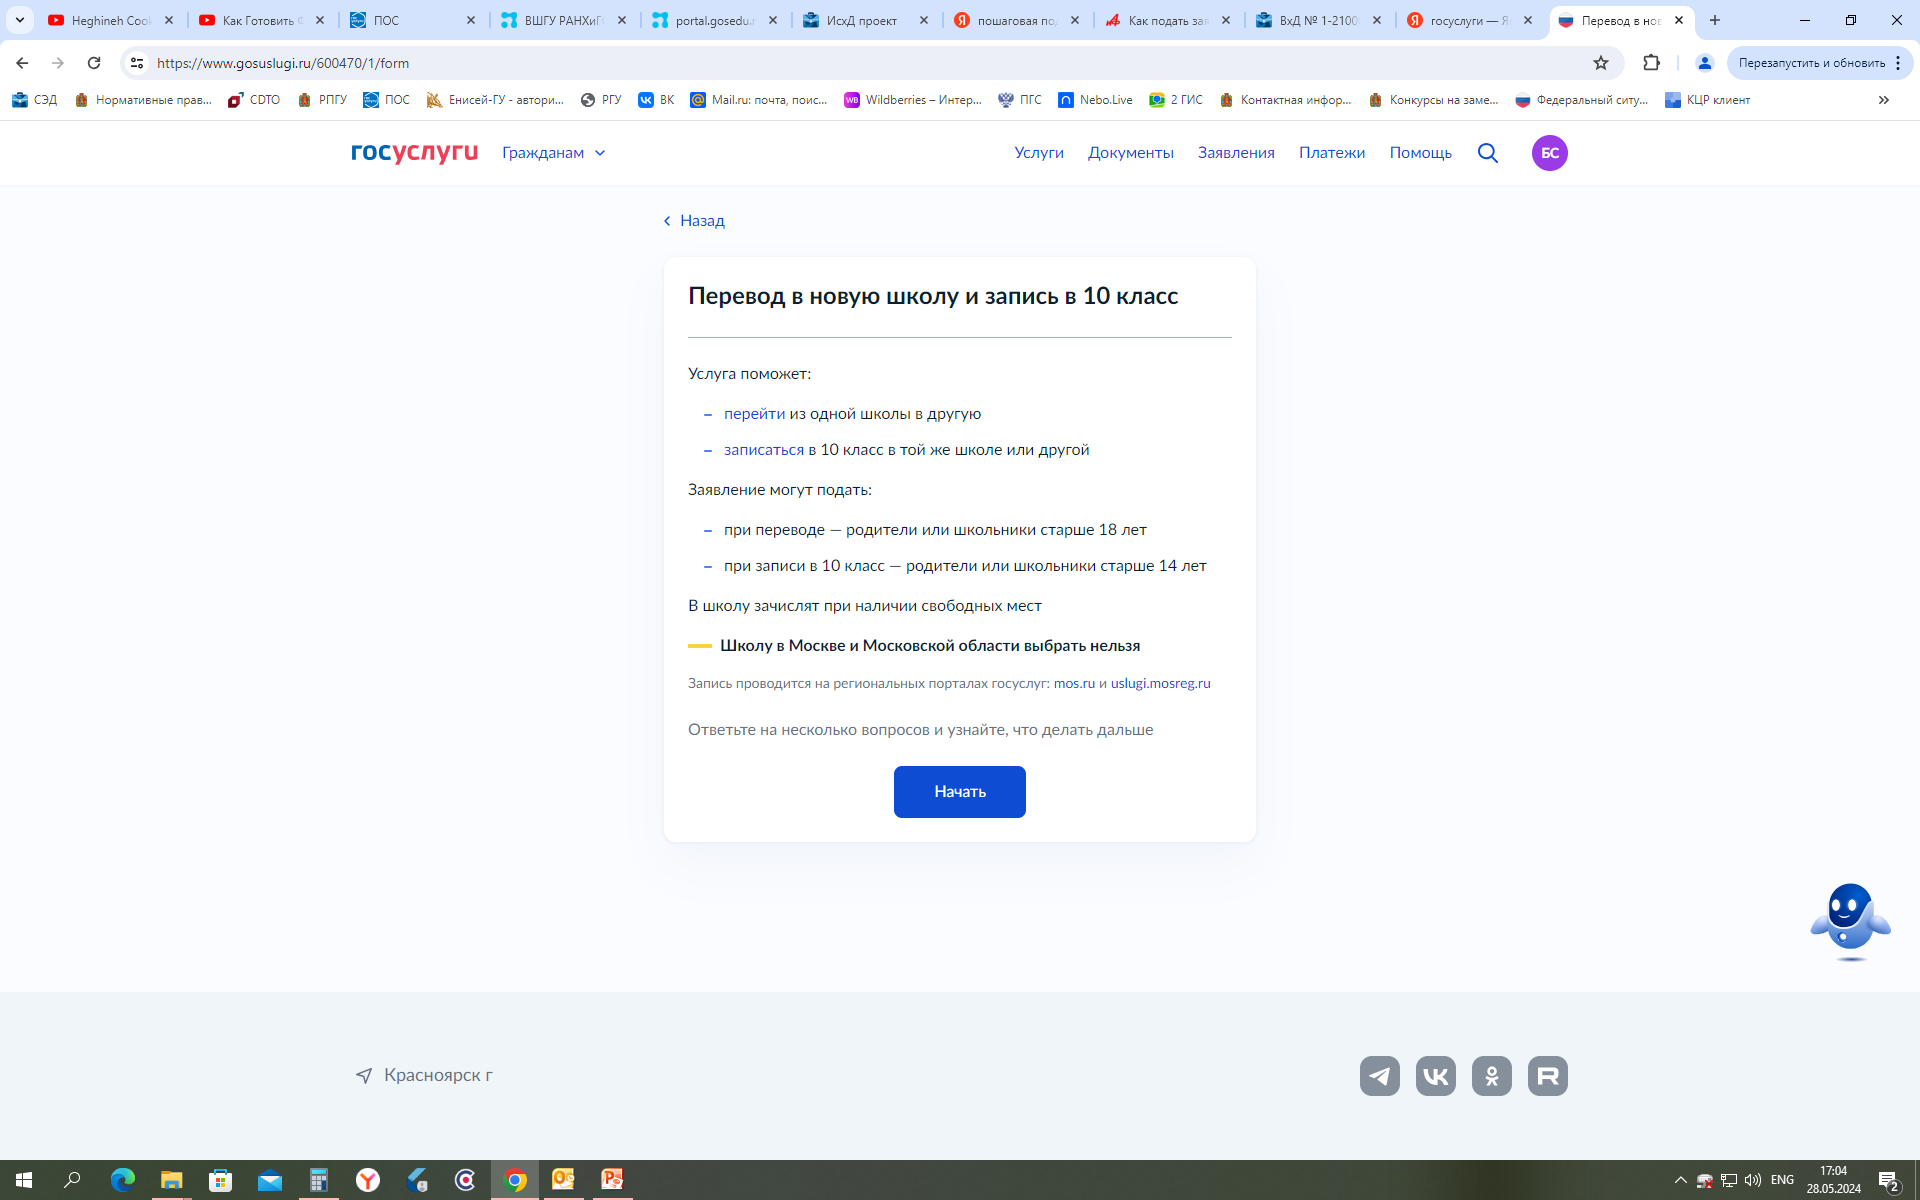 Heghineh Coo
Как Готовить
ПОС
ВШГУ РАНХиГ
portal.gosedu.r
ИсхД проект
пошаговая по
Как подать зая
ВхД № 1-2100
госуслуги — Я
Перевод в нов
https://www.gosuslugi.ru/600470/1/form
Перезапустить и обновить
СЭД
Нормативные прав...
CDTO
РПГУ
ПОС
Енисей-ГУ - автори...
РГУ
ВК
Mail.ru: почта, поис...
WB
Wildberries – Интер...
ПГС
Nebo.Live
2 ГИС
Контактная инфор...
Конкурсы на заме...
Федеральный ситу...
КЦР клиент
госуслуги
Гражданам
Услуги
Документы
Заявления
Платежи
Помощь
БС
Назад
Перевод в новую школу и запись в 10 класс
Услуга поможет:
– перейти из одной школы в другую
– записаться в 10 класс в той же школе или другой
Заявление могут подать:
– при переводе — родители или школьники старше 18 лет
– при записи в 10 класс — родители или школьники старше 14 лет
В школу зачислят при наличии свободных мест
Школу в Москве и Московской области выбрать нельзя
Запись проводится на региональных порталах госуслуг: mos.ru и uslugi.mosreg.ru
Ответьте на несколько вопросов и узнайте, что делать дальше
Начать
Красноярск г
ENG
17:04
28.05.2024
2